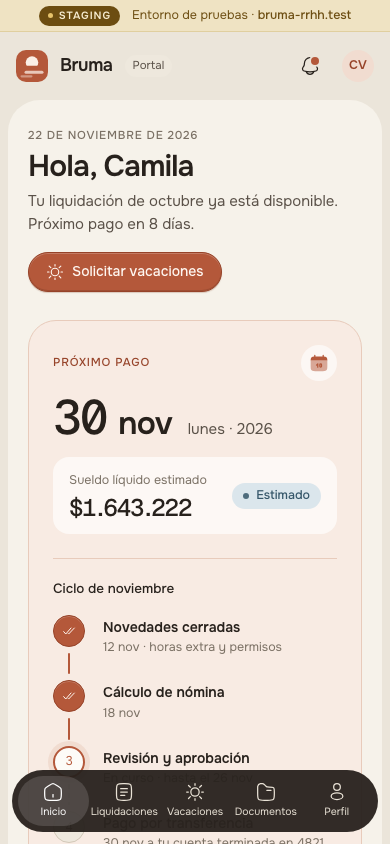 STAGING Entorno de pruebas · bruma-rrhh.test
Bruma Portal CV
22 DE NOVIEMBRE DE 2026
Hola, Camila
Tu liquidación de octubre ya está disponible.
Próximo pago en 8 días.
Solicitar vacaciones
PRÓXIMO PAGO
30 nov lunes · 2026
Sueldo líquido estimado
$1.643.222
Estimado
Ciclo de noviembre
Novedades cerradas
12 nov · horas extra y permisos
Cálculo de nómina
18 nov
3 Revisión y aprobación
Inicio Liquidaciones Vacaciones Documentos Perfil
Pago por transferencia
30 nov a tu cuenta terminada en 4821